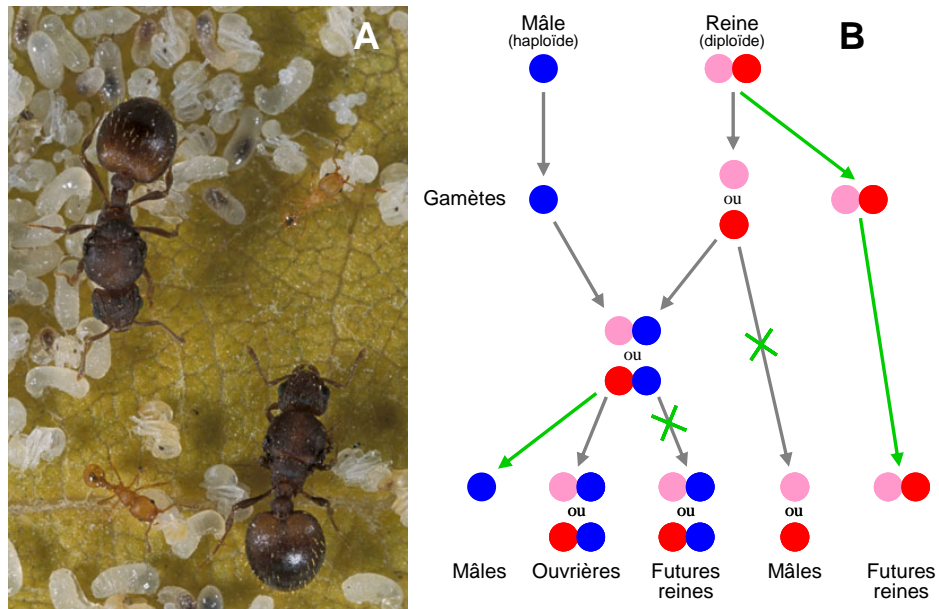 A
B
Mâle
(haploïde)
Reine
(diploïde)
Gamètes
ou
ou
ou
ou
ou
Mâles
Ouvrières
Futures
reines
Mâles
Futures
reines